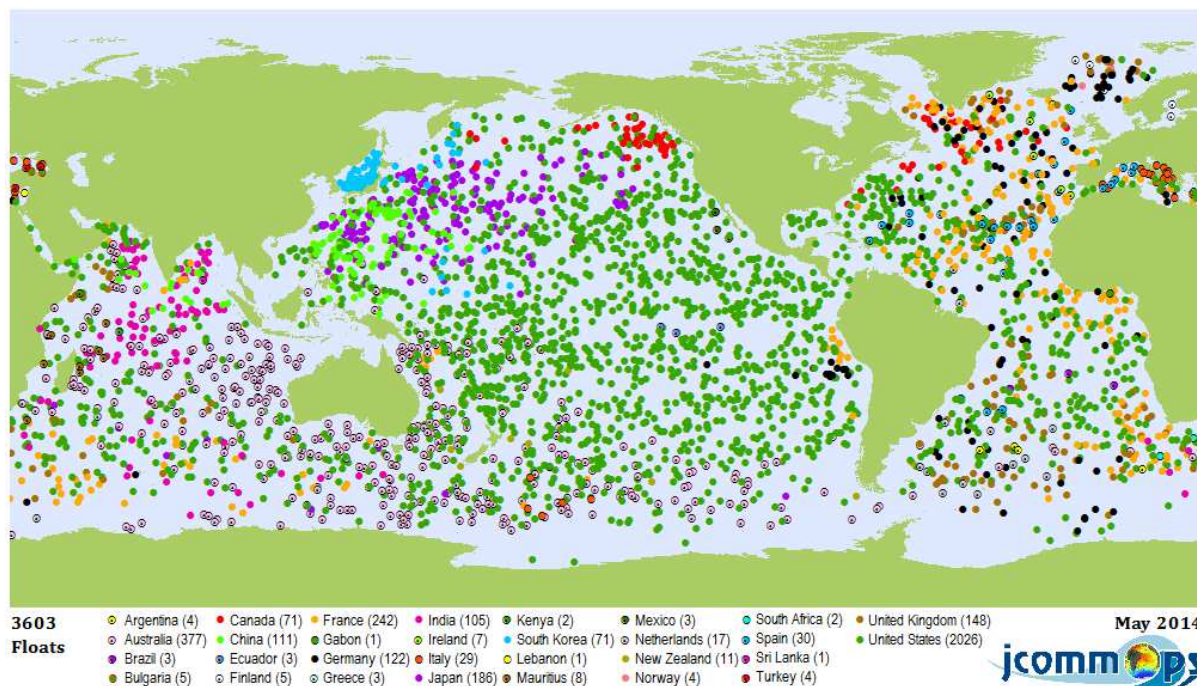 3603
Floats
Argentina (4) Canada (71) France (242) India (105) Kenya (2) Mexico (3) South Africa (2) United Kingdom (148)
Australia (377) China (111) Gabon (1) Ireland (7) South Korea (71) Netherlands (17) Spain (30) United States (2026)
Brazil (3) Ecuador (3) Germany (122) Italy (29) Lebanon (1) New Zealand (11) Sri Lanka (1)
Bulgaria (5) Finland (5) Greece (3) Japan (186) Mauritius (8) Norway (4) Turkey (4)
May 2014
jcommops